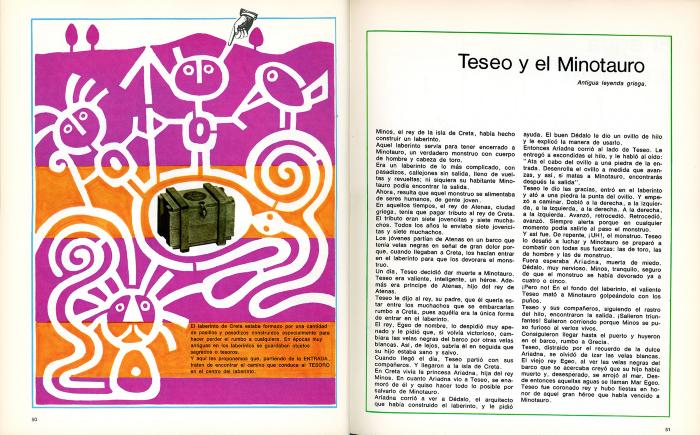 El laberinto de Creta estaba formado por una cantidad
de pasillos y pasadizos construidos especialmente para
hacer perder el rumbo a cualquiera. En épocas muy
antiguas en los laberintos se guardaban objetos
sagrados o tesoros.
Y aquí les proponemos que, partiendo de la ENTRADA,
traten de encontrar el camino que conduce al TESORO
en el centro del laberinto.
50
Teseo y el Minotauro
Antigua leyenda griega.
Minos, el rey de la isla de Creta, había hecho
construir un laberinto.
Aquel laberinto servía para tener encerrado a
Minotauro, un verdadero monstruo con cuerpo
de hombre y cabeza de toro.
Era un laberinto de lo más complicado, con
pasadizos, callejones sin salida, lleno de vuel-
tas y revueltas; ni siquiera su habitante Mino-
tauro podía encontrar la salida.
Ahora, resulta que aquel monstruo se alimentaba
de seres humanos, de gente joven.
En aquellos tiempos, el rey de Atenas, ciudad
griega, tenía que pagar tributo al rey de Creta.
El tributo eran siete jovencitas y siete mucha-
chos. Todos los años le enviaba siete jovenci-
tas y siete muchachos.
Los jóvenes partían de Atenas en un barco que
tenía velas negras en señal de gran dolor por-
que, cuando llegaban a Creta, los hacían entrar
en el laberinto para que los devorara el mons-
truo.
Un día, Teseo decidió dar muerte a Minotauro.
Teseo era valiente, inteligente, un héroe. Ade-
más era príncipe de Atenas, hijo del rey de
Atenas.
Teseo le dijo al rey, su padre, que él quería es-
tar entre los muchachos que se embarcarían
rumbo a Creta, pues aquélla era la única forma
de entrar en el laberinto.
El rey, Egeo de nombre, lo despidió muy ape-
nado y le pidió que, si volvía victorioso, cam-
biara las velas negras del barco por otras velas
blancas. Así, de lejos, sabría él en seguida que
su hijo estaba sano y salvo.
Cuando llegó el día, Teseo partió con sus
compañeros. Y llegaron a la isla de Creta.
En Creta vivía la princesa Ariadna, hija del rey
Minos. En cuanto Ariadna vio a Teseo, se ena-
moró de él y quiso hacer todo lo posible por
salvarlo de Minotauro.
Ariadna corrió a ver a Dédalo, el arquitecto
que había construido el laberinto, y le pidió
ayuda. El buen Dédalo le dio un ovillo de hilo
y le explicó la manera de usarlo.
Entonces Ariadna corrió al lado de Teseo. Le
entregó a escondidas el hilo, y le habló al oído:
"Ata el cabo del ovillo a una piedra de la en-
trada. Desenrolla el ovillo a medida que avan-
zas, y así, si matas a Minotauro, encontrarás
después la salida".
Teseo le dio las gracias, entró en el laberinto
y ató a una piedra la punta del ovillo. Y empe-
zó a caminar. Dobló a la derecha, a la izquier-
da, a la izquierda, a la derecha. A la derecha,
a la izquierda. Avanzó, retrocedió. Retrocedió,
avanzó. Siempre alerta porque en cualquier
momento podía salirle al paso el monstruo.
Y así fue. De repente, ¡UH!, el monstruo. Teseo
lo desafió a luchar y Minotauro se preparó a
combatir con todas sus fuerzas: las de toro, las
de hombre y las de monstruo.
Fuera esperaba Ariadna, muerta de miedo.
Dédalo, muy nervioso. Minos, tranquilo, seguro
de que el monstruo se había devorado ya a
cuatro o cinco.
¡Pero no! En el fondo del laberinto, el valiente
Teseo mató a Minotauro golpeándolo con los
puños.
Teseo y sus compañeros, siguiendo el rastro
del hilo, encontraron la salida. ¡Salieron triun-
fantes! Salieron corriendo porque Minos se pu-
so furioso al verlos vivos.
Consiguieron llegar hasta el puerto y huyeron
en el barco, rumbo a Grecia.
Teseo, distraído por el recuerdo de la dulce
Ariadna, se olvidó de izar las velas blancas.
El viejo rey Egeo, al ver las velas negras del
barco que se acercaba creyó que su hijo había
muerto y, desesperado, se arrojó al mar. Des-
de entonces aquellas aguas se llaman Mar Egeo.
Teseo fue coronado rey y hubo fiestas en ho-
nor de aquel gran héroe que había vencido a
Minotauro.
51